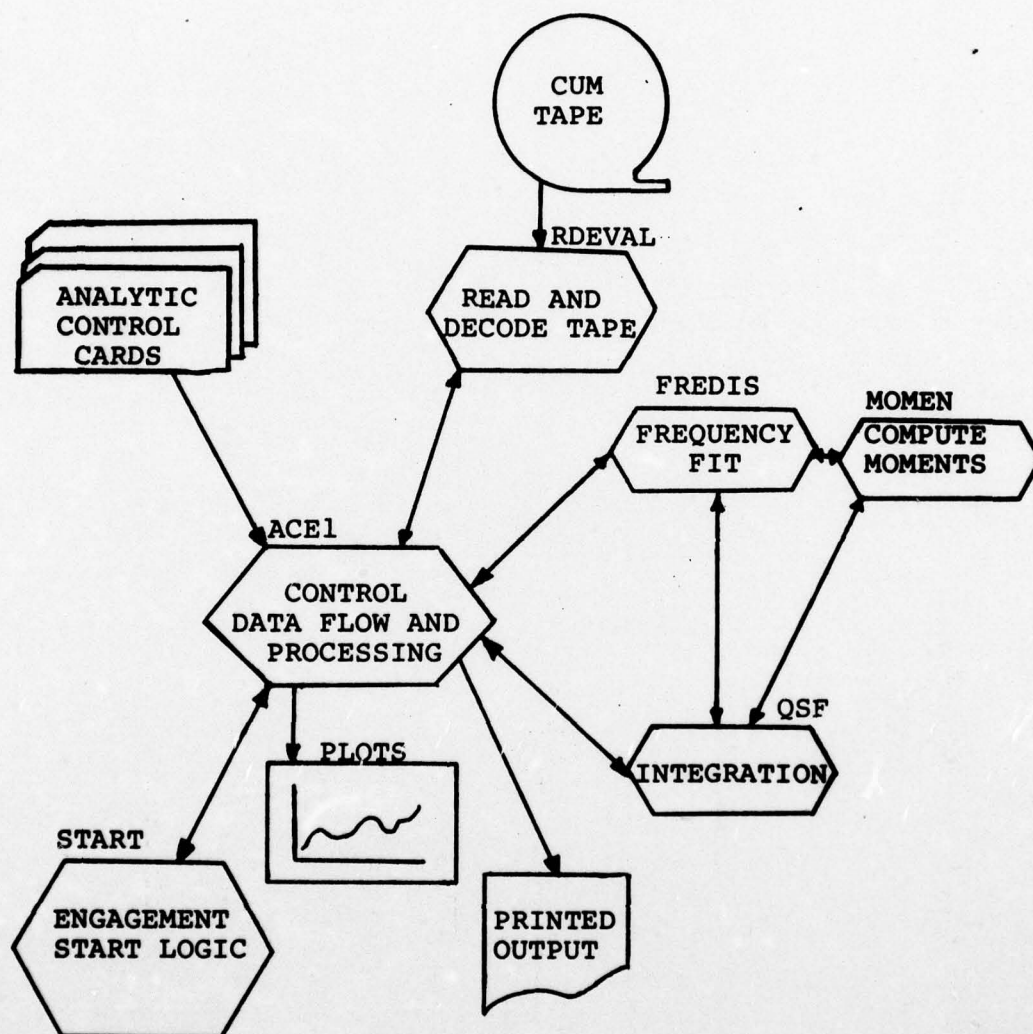 CUM
TAPE
RDEVAL
READ AND
DECODE TAPE
ANALYTIC
CONTROL
CARDS
FREDIS
FREQUENCY
FIT
MOMEN
COMPUTE
MOMENTS
ACE1
CONTROL
DATA FLOW AND
PROCESSING
QSF
INTEGRATION
PLOTS
START
ENGAGEMENT
START LOGIC
PRINTED
OUTPUT